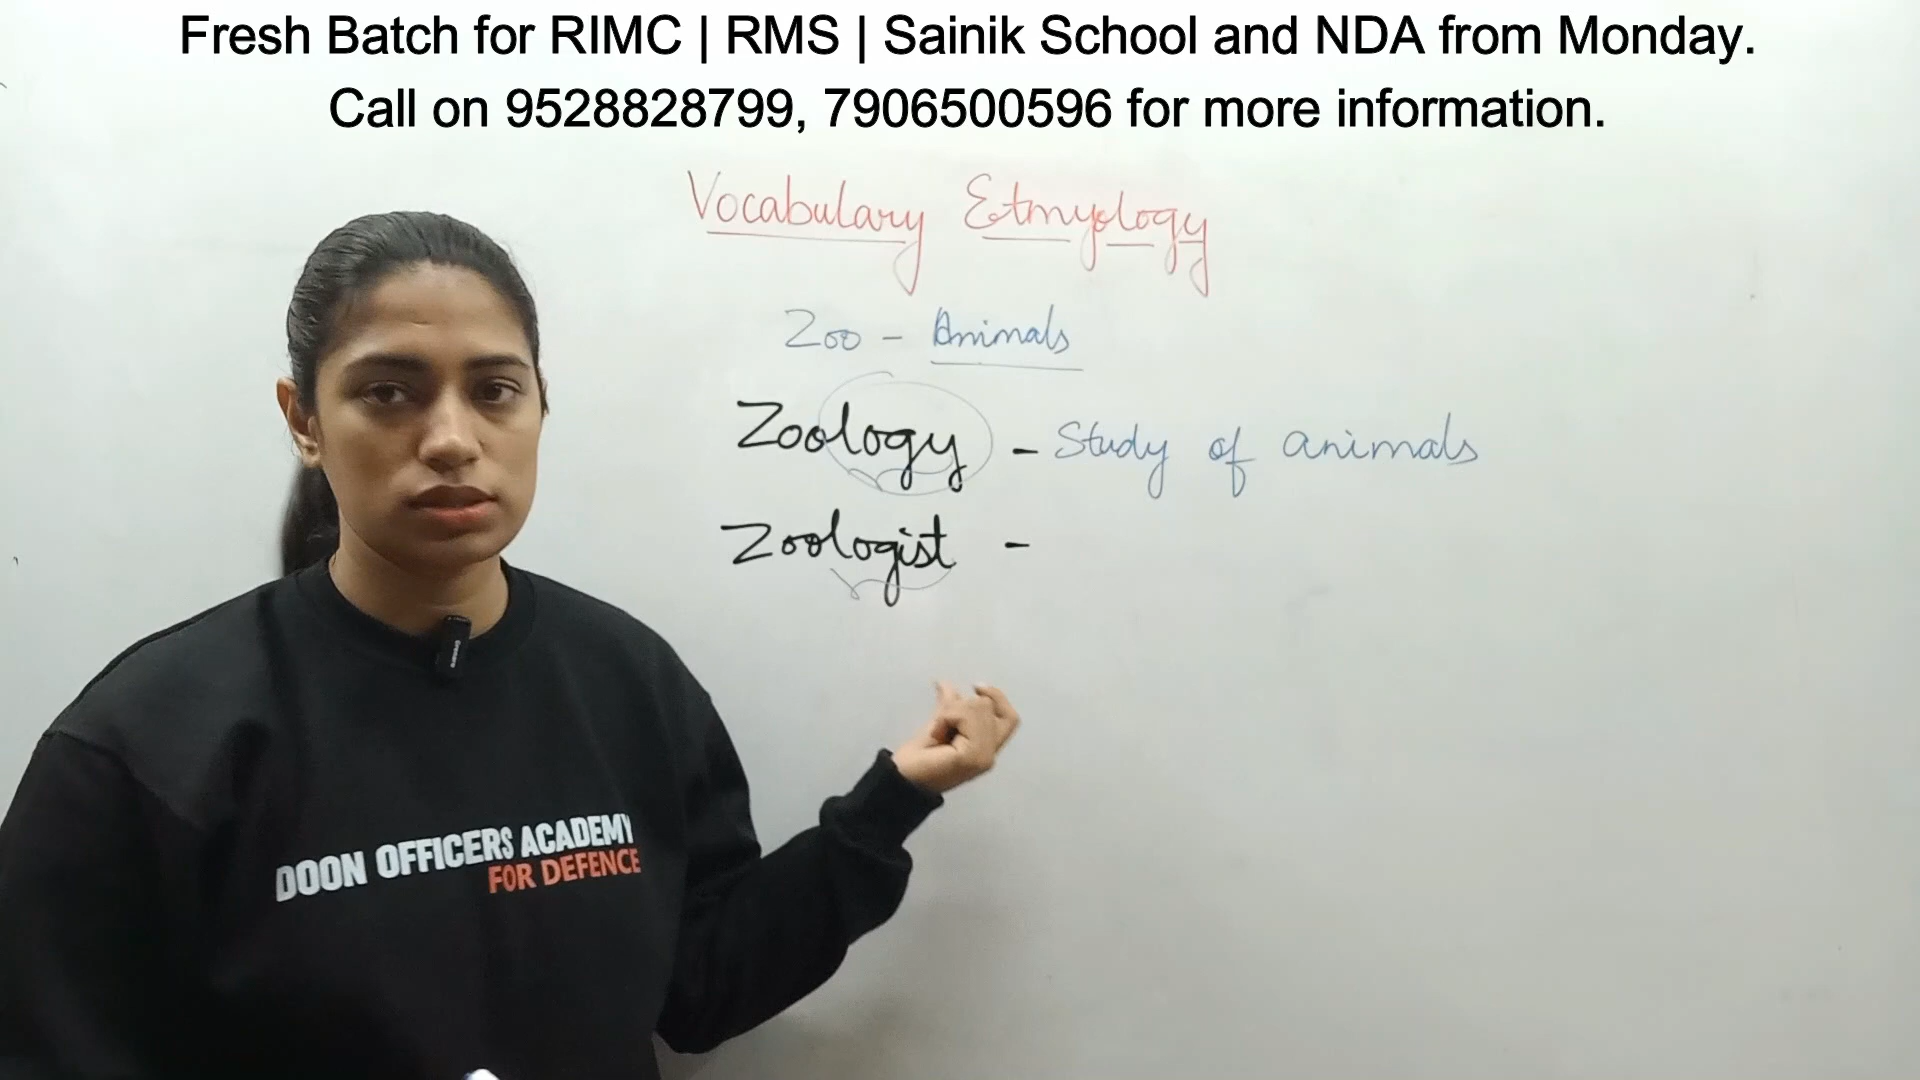 Fresh Batch for RIMC | RMS | Sainik School and NDA from Monday.
Call on 9528828799, 7906500596 for more information.
Vocabulary Etmyology
Zoo - Animals
Zoology - Study of animals
Zoologist -
DOON OFFICERS ACADEMY
FOR DEFENCE